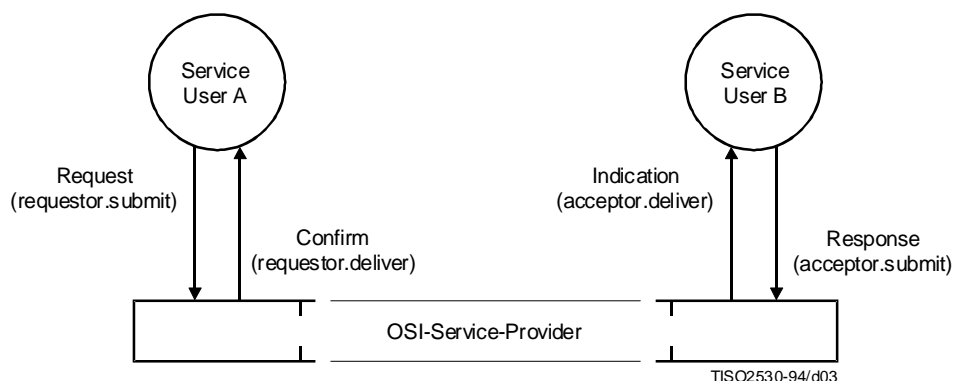 Service
User A
Service
User B
Request
(requestor.submit)
Indication
(acceptor.deliver)
Confirm
(requestor.deliver)
Response
(acceptor.submit)
OSI-Service-Provider
TISO2530-94/d03